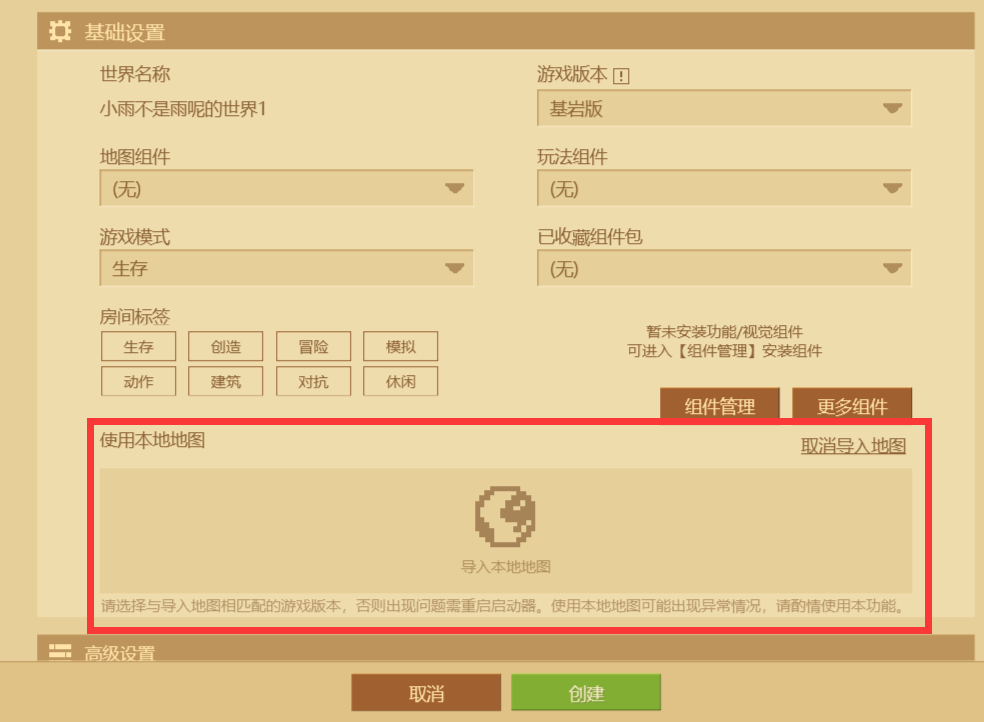 基础设置
世界名称
游戏版本 !
小雨不是雨呢的世界1
基岩版
地图组件
玩法组件
(无)
(无)
游戏模式
已收藏组件包
生存
(无)
房间标签
生存 创造 冒险 模拟
动作 建筑 对抗 休闲
暂未安装功能/视觉组件
可进入【组件管理】安装组件
组件管理 更多组件
使用本地地图
取消导入地图
导入本地地图
请选择与导入地图相匹配的游戏版本，否则出现问题需重启启动器。使用本地地图可能出现异常情况，请酌情使用本功能。
高级设置
取消 创建